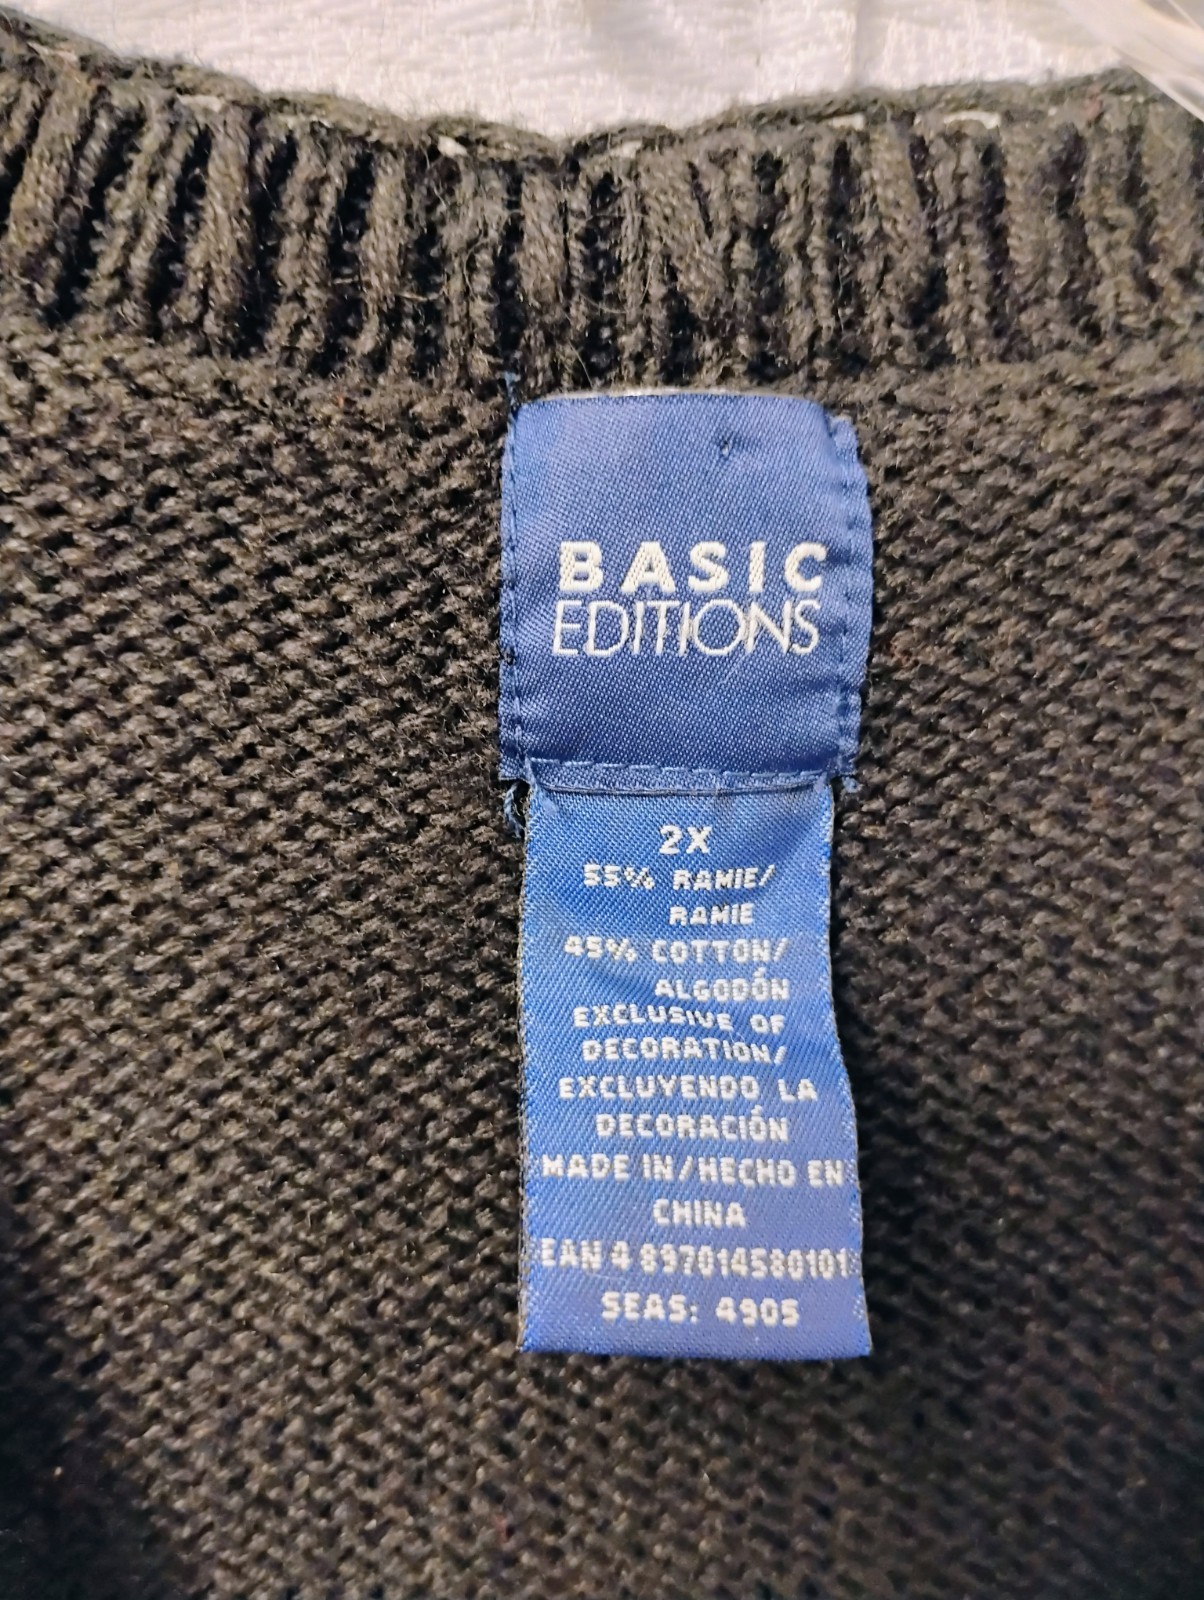 BASIC
EDITIONS
2X
55% RAMIE/
RAMIE
45% COTTON/
ALGODÓN
EXCLUSIVE OF
DECORATION/
EXCLUYENDO LA
DECORACIÓN
MADE IN/HECHO EN
CHINA
EAN 4 897014580101
SEAS: 4905